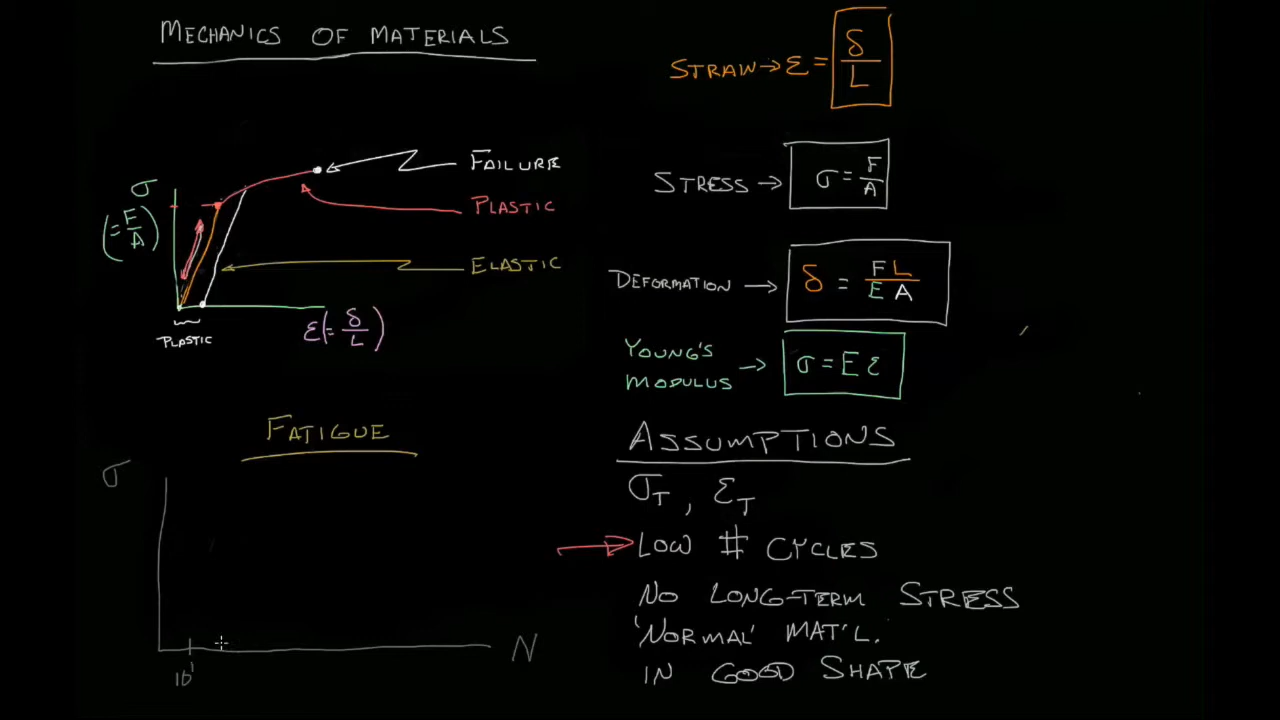 MECHANICS OF MATERIALS
σ
(= F/A)
FAILURE
PLASTIC
ELASTIC
ε(= δ/L)
PLASTIC
STRAIN → ε = δ/L
STRESS → σ = F/A
DEFORMATION → δ = FL/EA
YOUNG'S
MODULUS → σ = E ε
FATIGUE
σ
N
10¹
ASSUMPTIONS
σT , εT
LOW # CYCLES
NO LONG-TERM STRESS
'NORMAL' MAT'L.
IN GOOD SHAPE